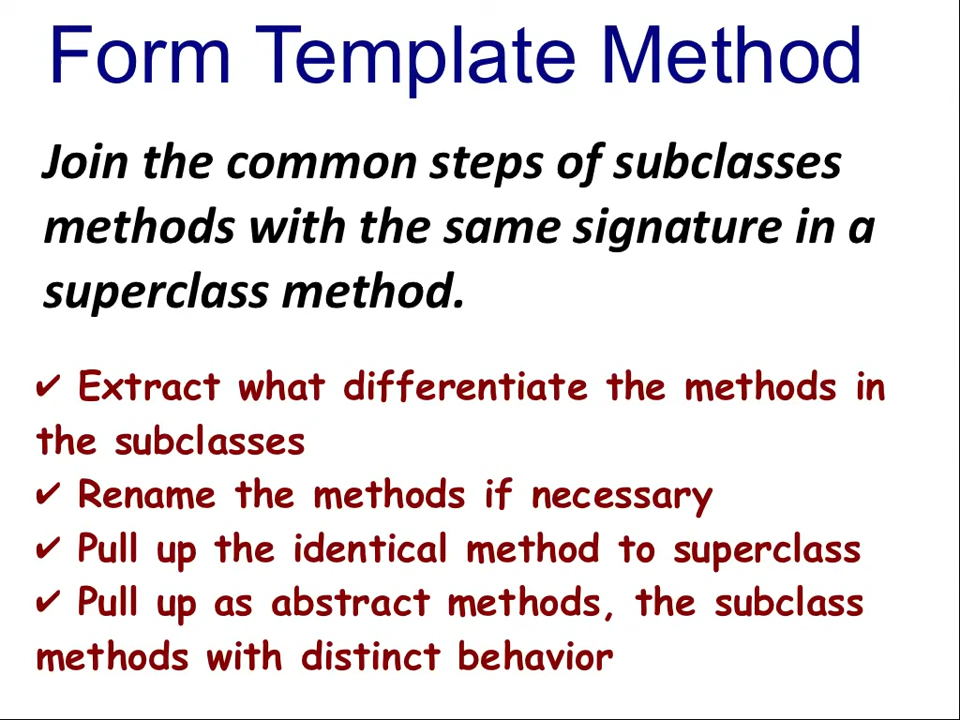 Form Template Method
Join the common steps of subclasses
methods with the same signature in a
superclass method.
✔ Extract what differentiate the methods in
the subclasses
✔ Rename the methods if necessary
✔ Pull up the identical method to superclass
✔ Pull up as abstract methods, the subclass
methods with distinct behavior